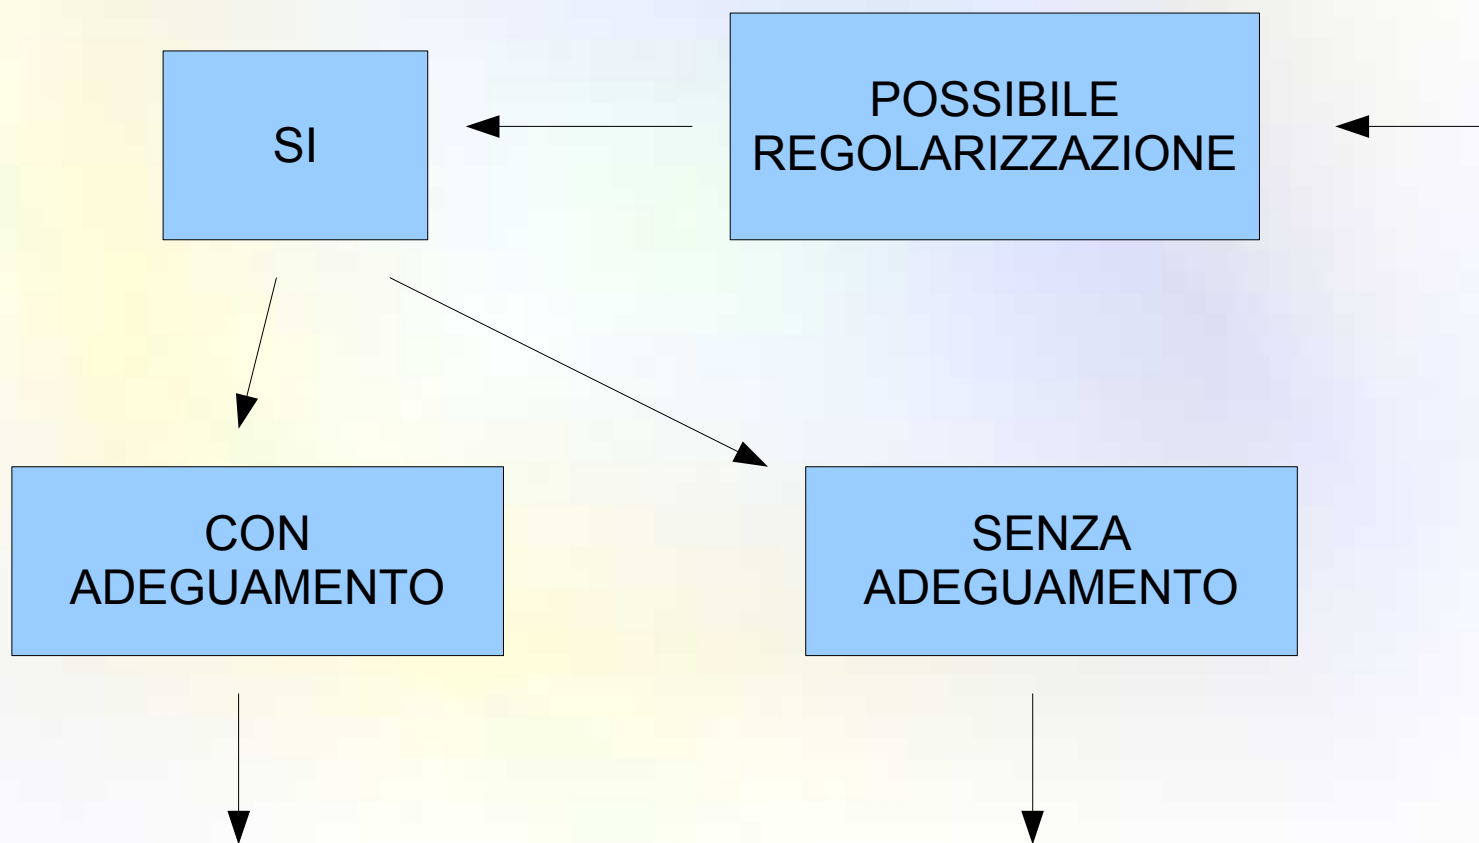 SI
POSSIBILE
REGOLARIZZAZIONE
CON
ADEGUAMENTO
SENZA
ADEGUAMENTO